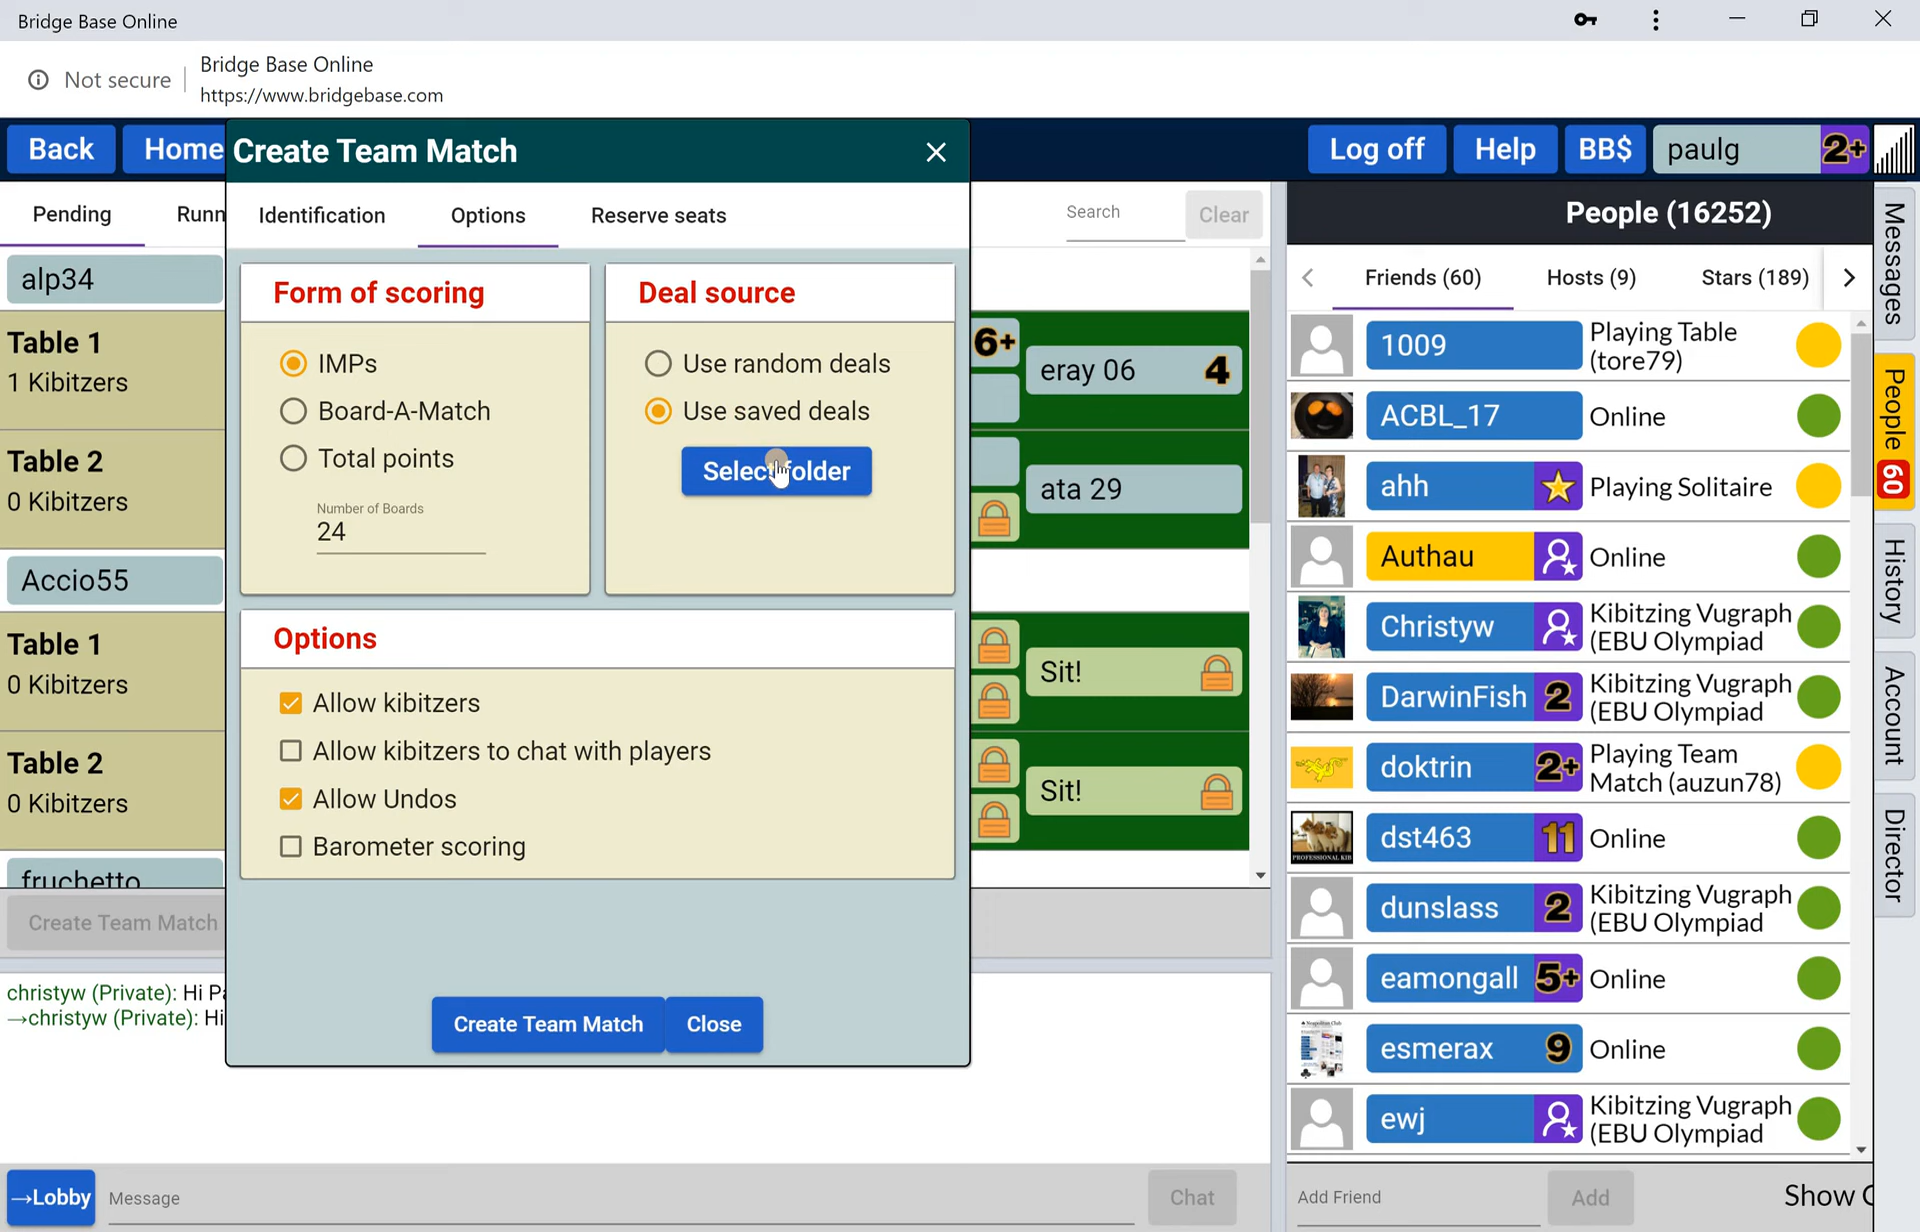 Bridge Base Online
Not secure
Bridge Base Online
https://www.bridgebase.com
Back
Home
Create Team Match
Log off
Help
BB$
paulg
2+
Pending
Runn
Identification
Options
Reserve seats
Search
Clear
People (16252)
Friends (60)
Hosts (9)
Stars (189)
alp34
Table 1
1 Kibitzers
Table 2
0 Kibitzers
Accio55
Table 1
0 Kibitzers
Table 2
0 Kibitzers
fruchetto
Create Team Match
Form of scoring
IMPs
Board-A-Match
Total points
Number of Boards
24
Deal source
Use random deals
Use saved deals
Select folder
Options
Allow kibitzers
Allow kibitzers to chat with players
Allow Undos
Barometer scoring
Create Team Match
Close
6+
eray 06
4
ata 29
Sit!
Sit!
1009
Playing Table
(tore79)
ACBL_17
Online
ahh
Playing Solitaire
Authau
Online
Christyw
Kibitzing Vugraph
(EBU Olympiad
DarwinFish
2
Kibitzing Vugraph
(EBU Olympiad
doktrin
2+
Playing Team
Match (auzun78)
PROFESSIONAL KIB
dst463
11
Online
dunslass
2
Kibitzing Vugraph
(EBU Olympiad
eamongall
5+
Online
esmerax
9
Online
ewj
Kibitzing Vugraph
(EBU Olympiad
Messages
People 60
History
Account
Director
christyw (Private): Hi P
→christyw (Private): Hi
→Lobby
Message
Chat
Add Friend
Add
Show